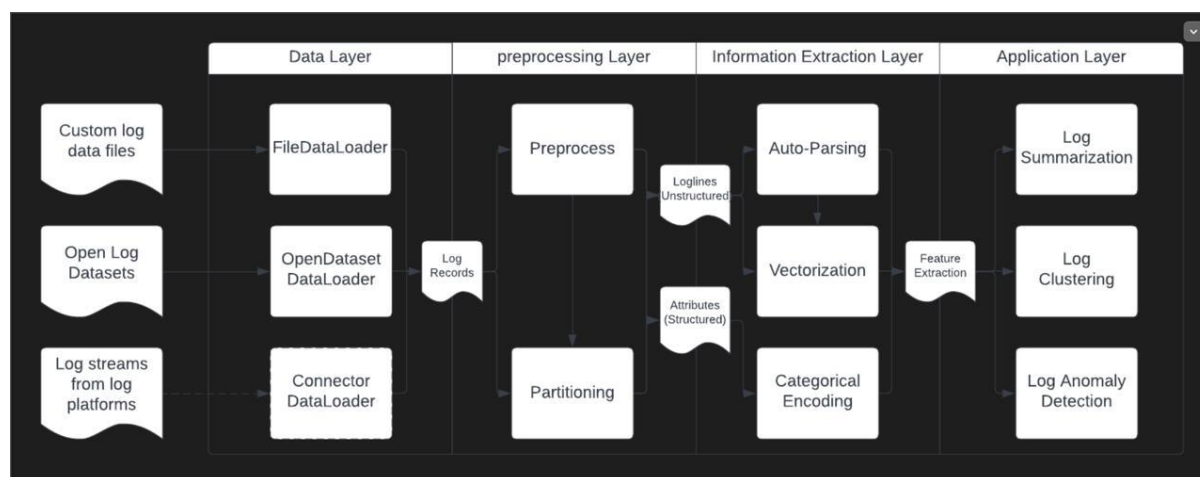 Data Layer
preprocessing Layer
Information Extraction Layer
Application Layer
Custom log
data files
FileDataLoader
Preprocess
Loglines
(Unstructured)
Auto-Parsing
Log
Summarization
Open Log
Datasets
OpenDataset
DataLoader
Log
Records
Vectorization
Feature
Extraction
Log
Clustering
Attributes
(Structured)
Log streams
from log
platforms
Connector
DataLoader
Partitioning
Categorical
Encoding
Log Anomaly
Detection